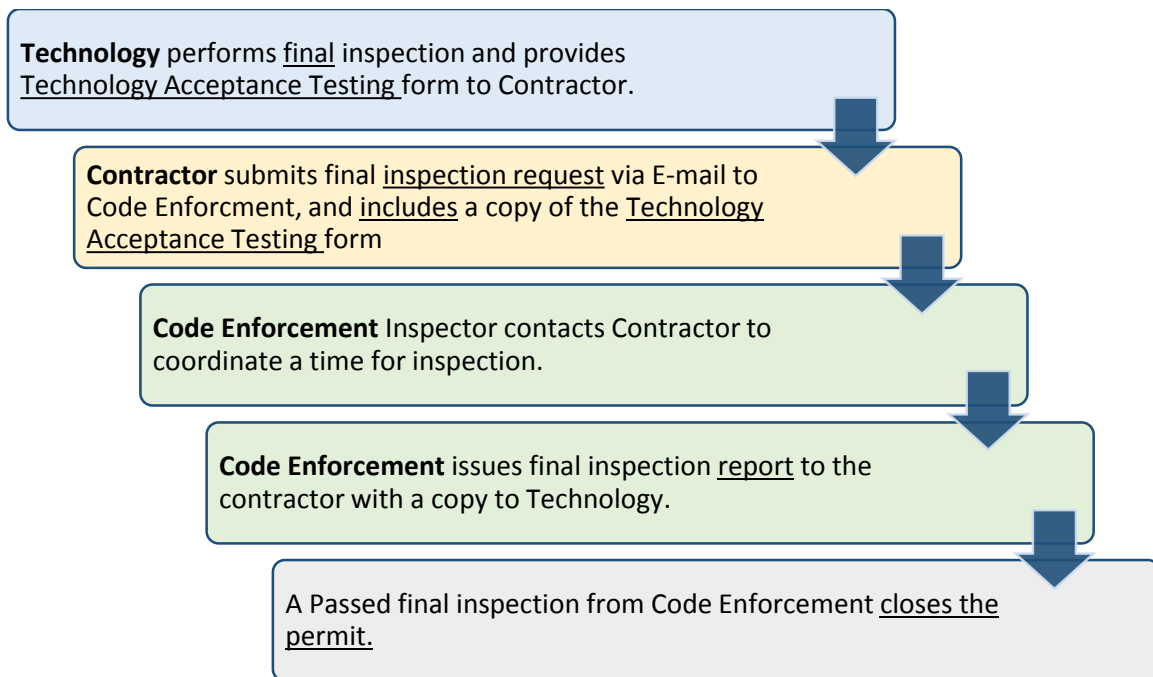 Technology performs final inspection and provides
Technology Acceptance Testing form to Contractor.
Contractor submits final inspection request via E-mail to
Code Enforcment, and includes a copy of the Technology
Acceptance Testing form
Code Enforcement Inspector contacts Contractor to
coordinate a time for inspection.
Code Enforcement issues final inspection report to the
contractor with a copy to Technology.
A Passed final inspection from Code Enforcement closes the
permit.